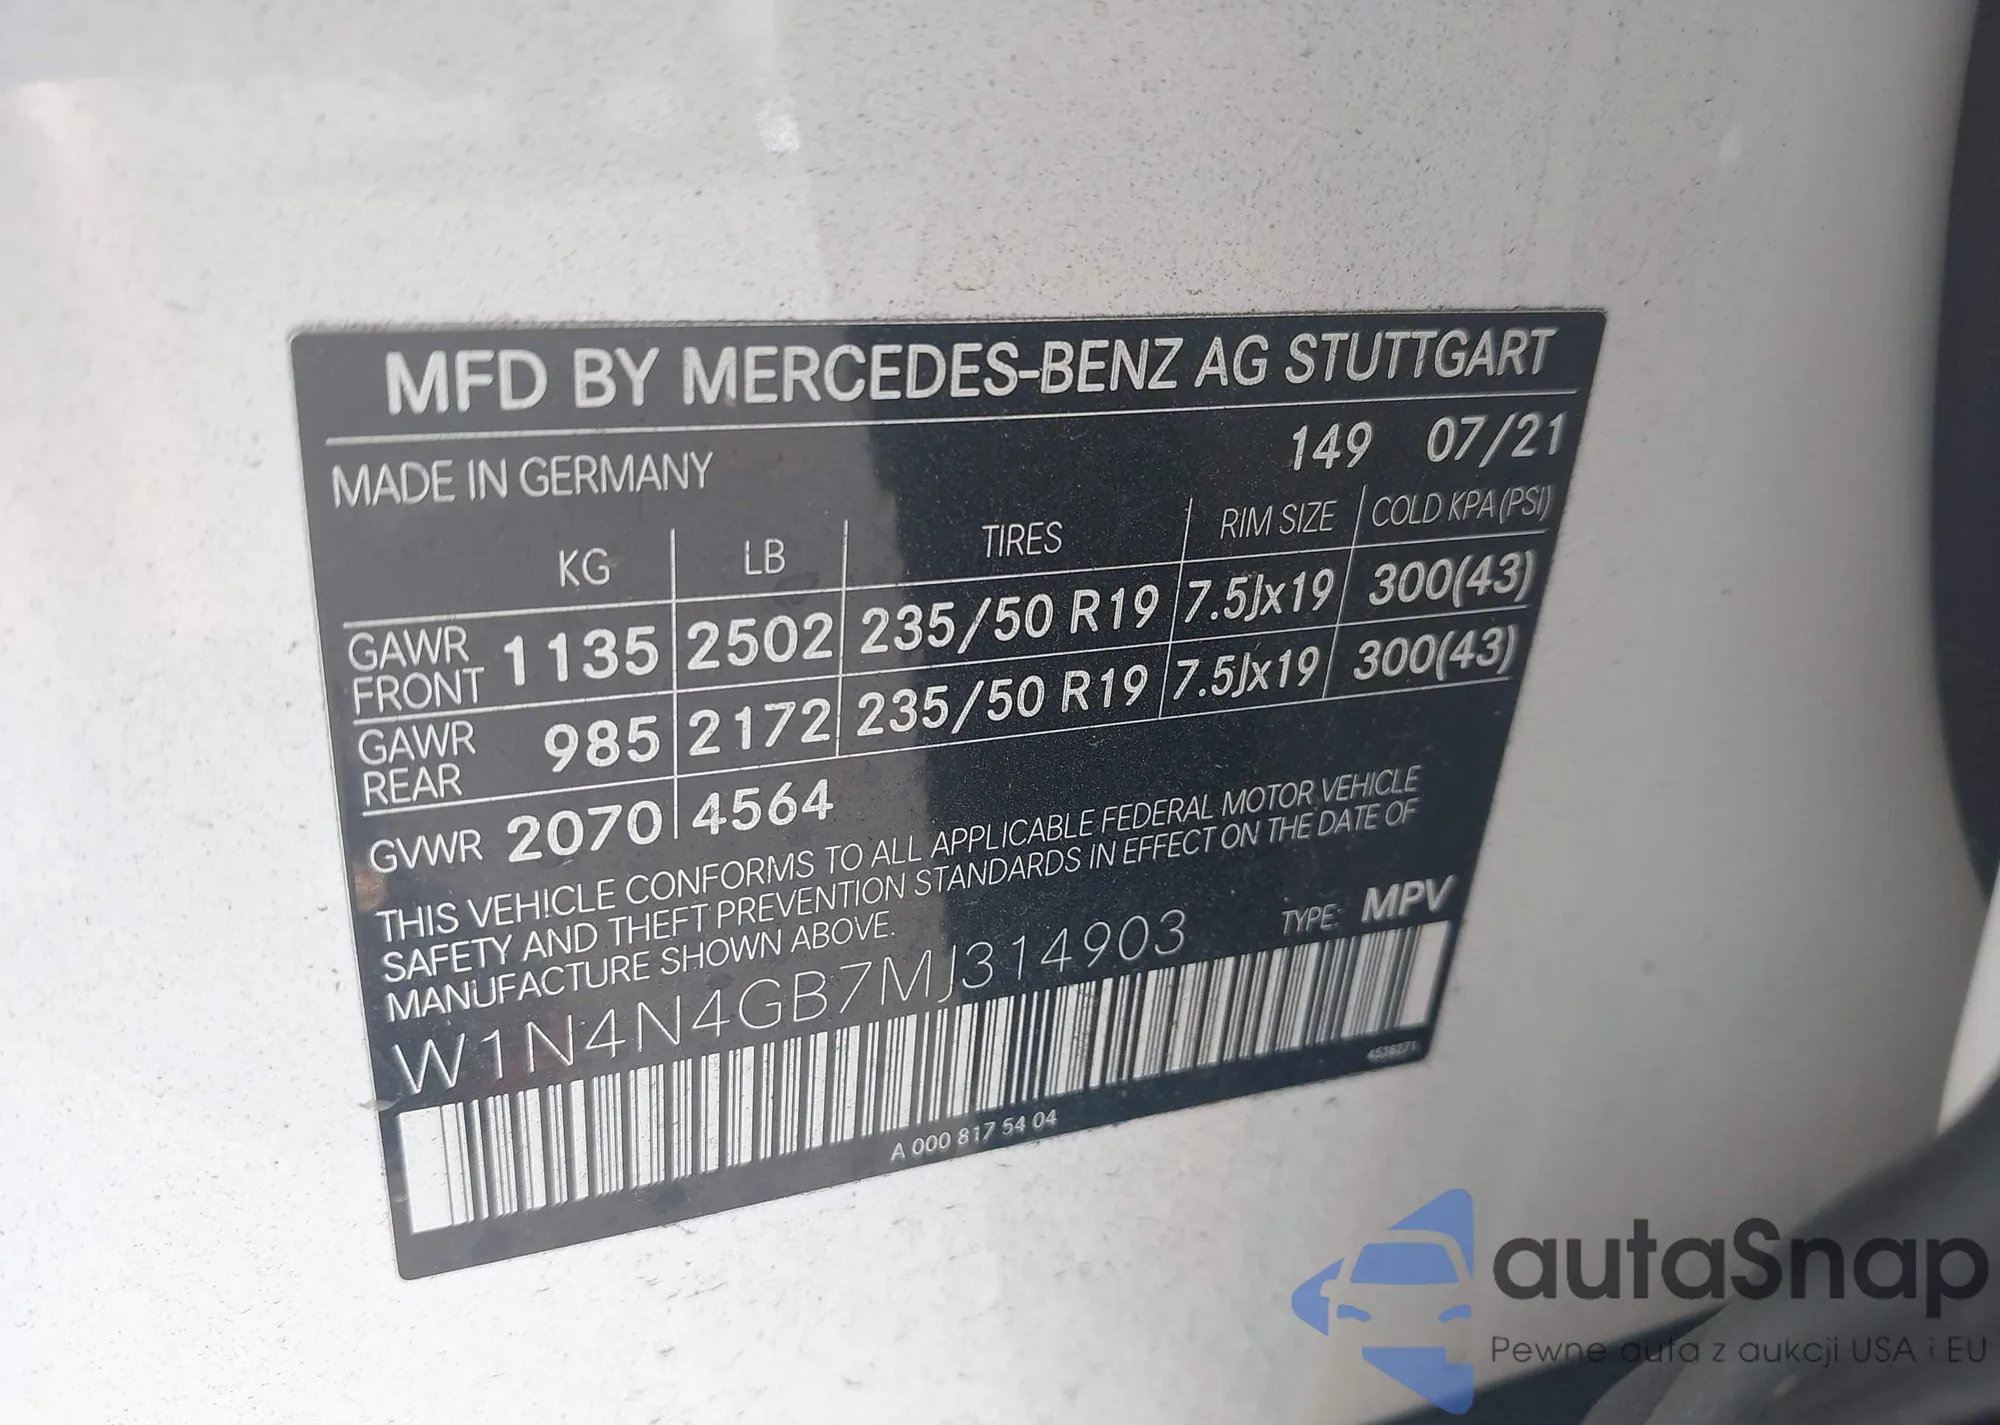 MFD BY MERCEDES-BENZ AG STUTTGART
149 07/21
MADE IN GERMANY
KG LB TIRES RIM SIZE COLD KPA (PSI)
GAWR FRONT 1135 2502 235/50 R19 7.5Jx19 300(43)
GAWR REAR 985 2172 235/50 R19 7.5Jx19 300(43)
GVWR 2070 4564
THIS VEHICLE CONFORMS TO ALL APPLICABLE FEDERAL MOTOR VEHICLE
SAFETY AND THEFT PREVENTION STANDARDS IN EFFECT ON THE DATE OF
MANUFACTURE SHOWN ABOVE.
W1N4N4GB7MJ314903 TYPE: MPV
4538271
A 000 817 54 04
autaSnap
Pewne auta z aukcji USA i EU